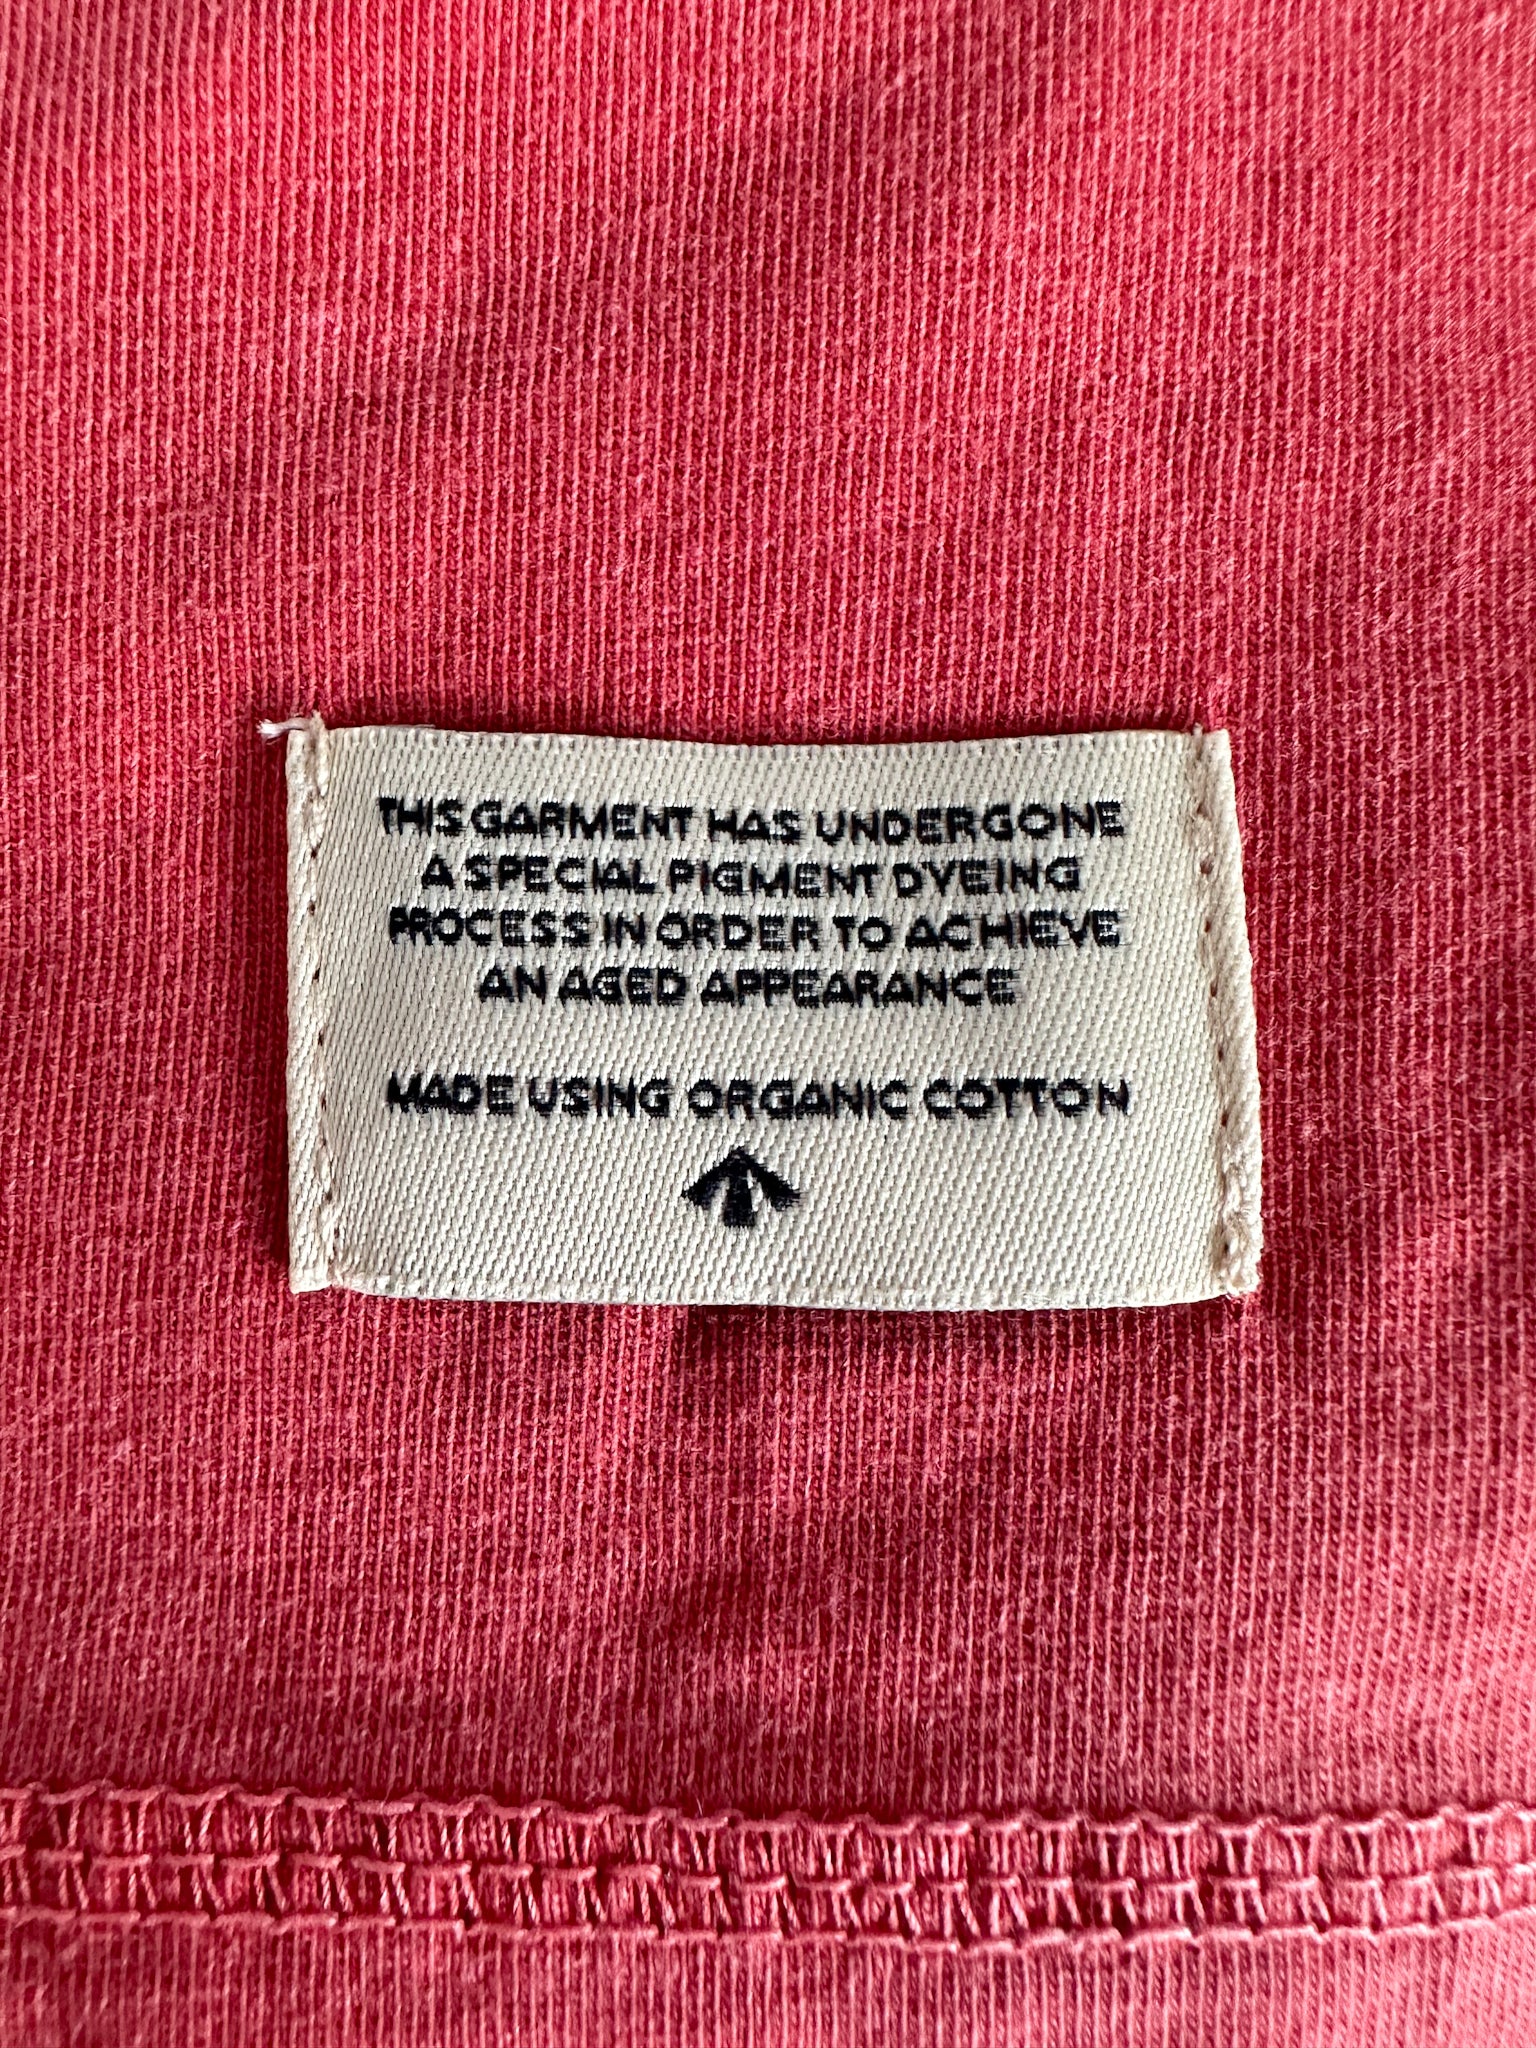 THIS GARMENT HAS UNDERGONE
A SPECIAL PIGMENT DYEING
PROCESS IN ORDER TO ACHIEVE
AN AGED APPEARANCE
MADE USING ORGANIC COTTON